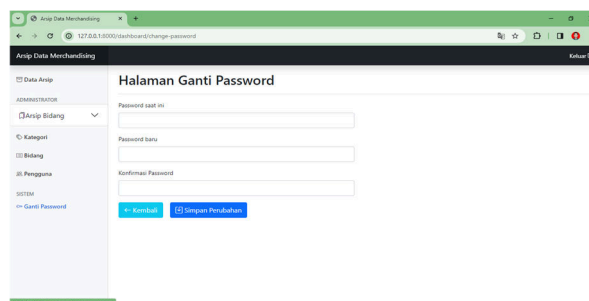 Arsip Data Merchandising
127.0.0.1:8000/dashboard/change-password
Arsip Data Merchandising
Keluar
Data Arsip
ADMINISTRATOR
Arsip Bidang
Kategori
Bidang
Pengguna
SISTEM
Ganti Password
Halaman Ganti Password
Password saat ini
Password baru
Konfirmasi Password
← Kembali
Simpan Perubahan